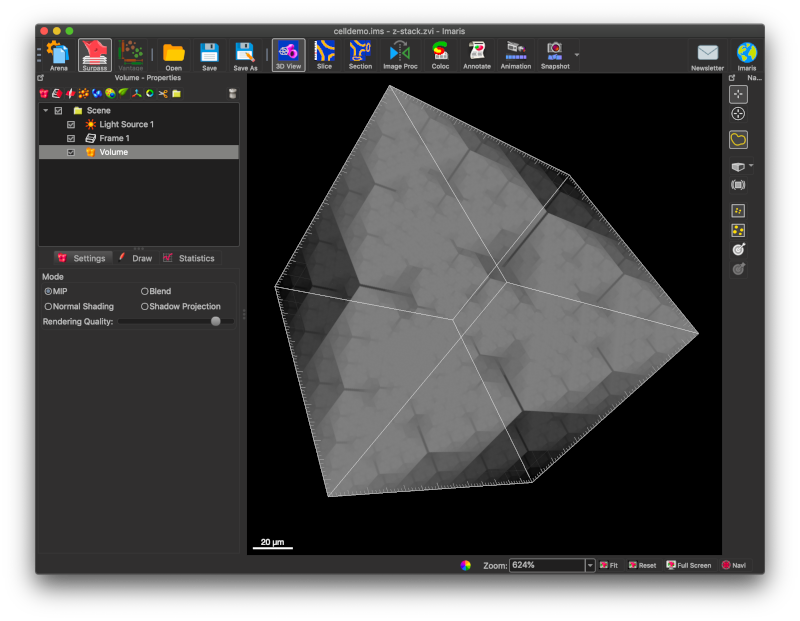 celldemo.ims - z-stack.zvi - Imaris
Arena Surpass Vantage Open Save Save As 3D View Slice Section Image Proc Coloc Annotate Animation Snapshot Newsletter Imaris
Volume - Properties Na...
Scene
Light Source 1
Frame 1
Volume
Settings Draw Statistics
Mode
MIP Blend
Normal Shading Shadow Projection
Rendering Quality:
20 µm
Zoom: 624% Fit Reset Full Screen Navi